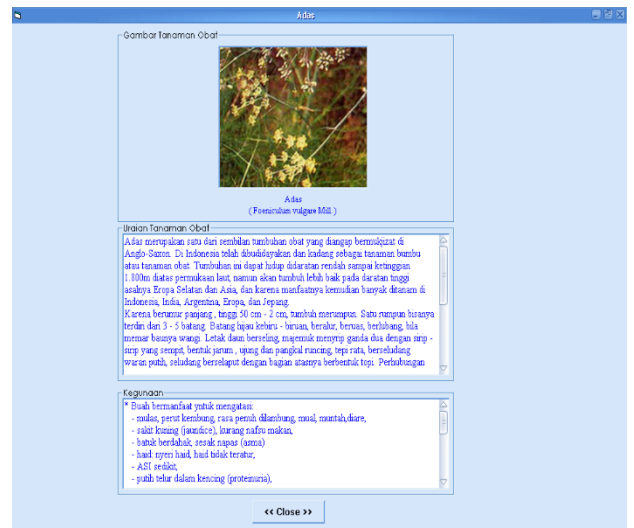 Adas
Gambar Tanaman Obat
Adas
( Foeniculum vulgare Mill. )
Uraian Tanaman Obat
Adas merupakan satu dari sembilan tumbuhan obat yang diangap bermukjizat di
Anglo-Saxon. Di Indonesia telah dibudidayakan dan kadang sebagai tanaman bumbu
atau tanaman obat. Tumbuhan ini dapat hidup didaratan rendah sampai ketinggian
1.800m diatas permukaan laut, namun akan tumbuh lebih baik pada daratan tinggi
asalnya Eropa Selatan dan Asia, dan karena manfaatnya kemudian banyak ditanam di
Indonesia, India, Argentina, Eropa, dan Jepang.
Karena berumur panjang , tinggi 50 cm - 2 cm, tumbuh merumpun. Satu rumpun bisanya
terdiri dari 3 - 5 batang. Batang hijau kebiru - biruan, beralur, beruas, berlubang, bila
memar baunya wangi. Letak daun berseling, majemuk menyrip ganda dua dengan sirip -
sirip yang sempit, bentuk jarum , ujung dan pangkal runcing, tepi rata, berseludang
waran putih, seludang berselaput dengan bagian atasnya berbentuk topi. Perhubungan
Kegunaan
* Buah bermanfaat yntuk mengatasi:
- mulas, perut kembung, rasa penuh dilambung, mual, muntah,diare,
- sakit kuning (jaundice), kurang nafsu makan,
- batuk berdahak, sesak napas (asma)
- haid: nyeri haid, haid tidak teratur,
- ASI sedikit,
- putih telur dalam kencing (proteinuria),
<< Close >>